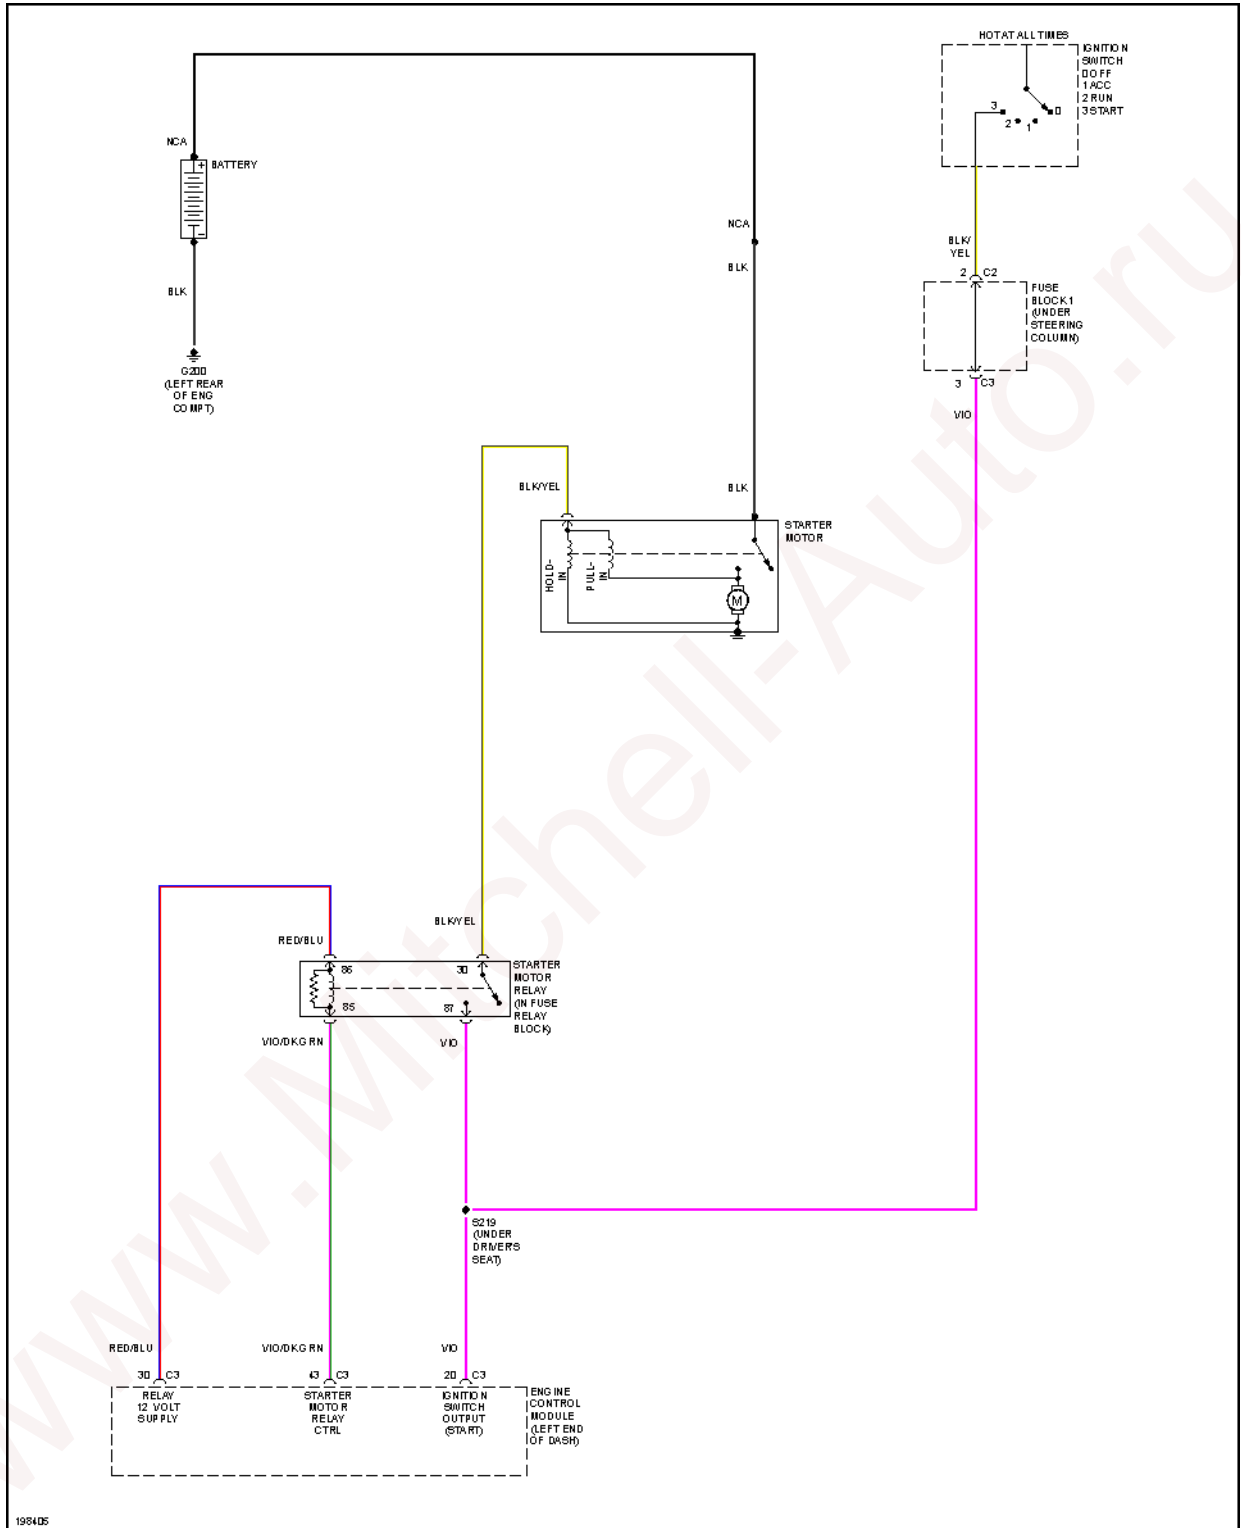 HOT AT ALL TIMES
IGNITION
SWITCH
0 OFF
1 ACC
2 RUN
3 START
3
0
2
1
NCA
+
BATTERY
-
BLK
G200
(LEFT REAR
OF ENG
COMPT)
NCA
BLK
BLK/
YEL
2
C2
FUSE
BLOCK 1
(UNDER
STEERING
COLUMN)
3
C3
VIO
BLK/YEL
BLK
STARTER
MOTOR
HOLD-
IN
PULL-
IN
M
BLK/YEL
RED/BLU
86
30
STARTER
MOTOR
RELAY
(IN FUSE
RELAY
BLOCK)
85
87
VIO/DKGRN
VIO
S219
(UNDER
DRIVER'S
SEAT)
RED/BLU
VIO/DKGRN
VIO
30
C3
43
C3
20
C3
RELAY
12 VOLT
SUPPLY
STARTER
MOTOR
RELAY
CTRL
IGNITION
SWITCH
OUTPUT
(START)
ENGINE
CONTROL
MODULE
(LEFT END
OF DASH)
198405
www.Mitchell-Auto.ru